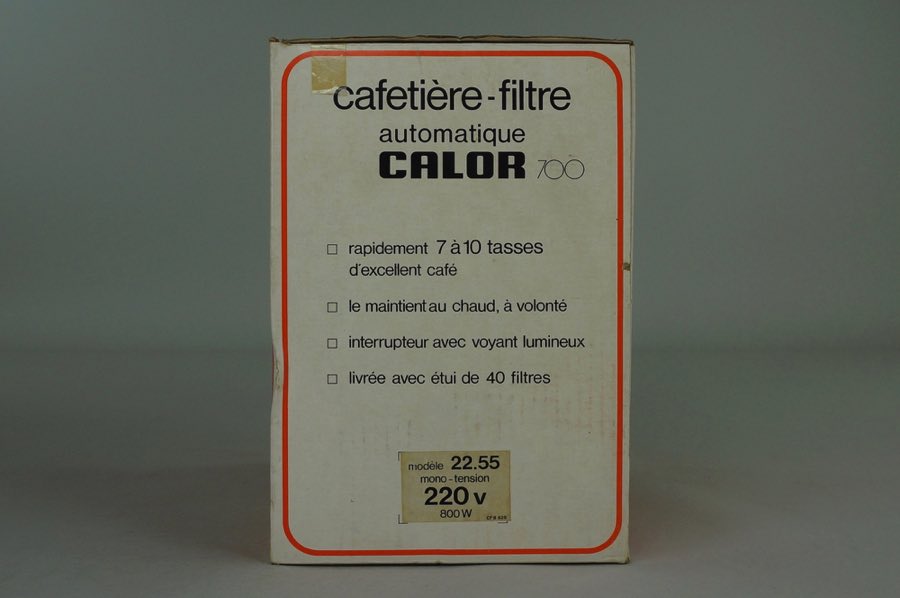 cafetière-filtre
automatique
CALOR 700
rapidement 7 à 10 tasses
d'excellent café
le maintient au chaud, à volonté
interrupteur avec voyant lumineux
livrée avec étui de 40 filtres
modèle 22.55
mono-tension
220 v
800 W